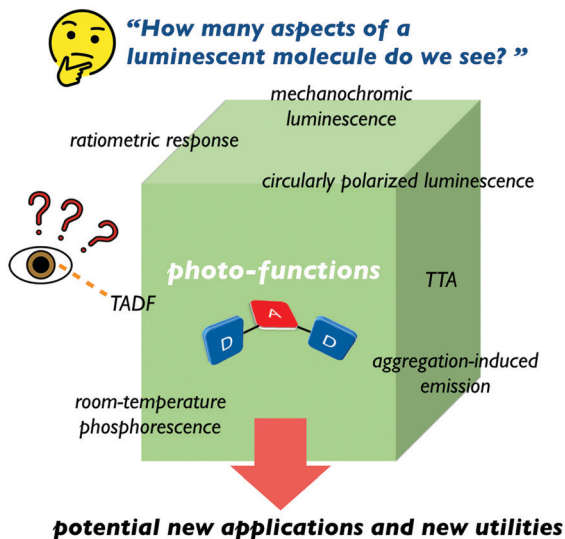 “How many aspects of a
luminescent molecule do we see? ”
mechanochromic
luminescence
ratiometric response
circularly polarized luminescence
? ? ?
photo-functions
TTA
TADF
A
D
D
aggregation-induced
emission
room-temperature
phosphorescence
potential new applications and new utilities